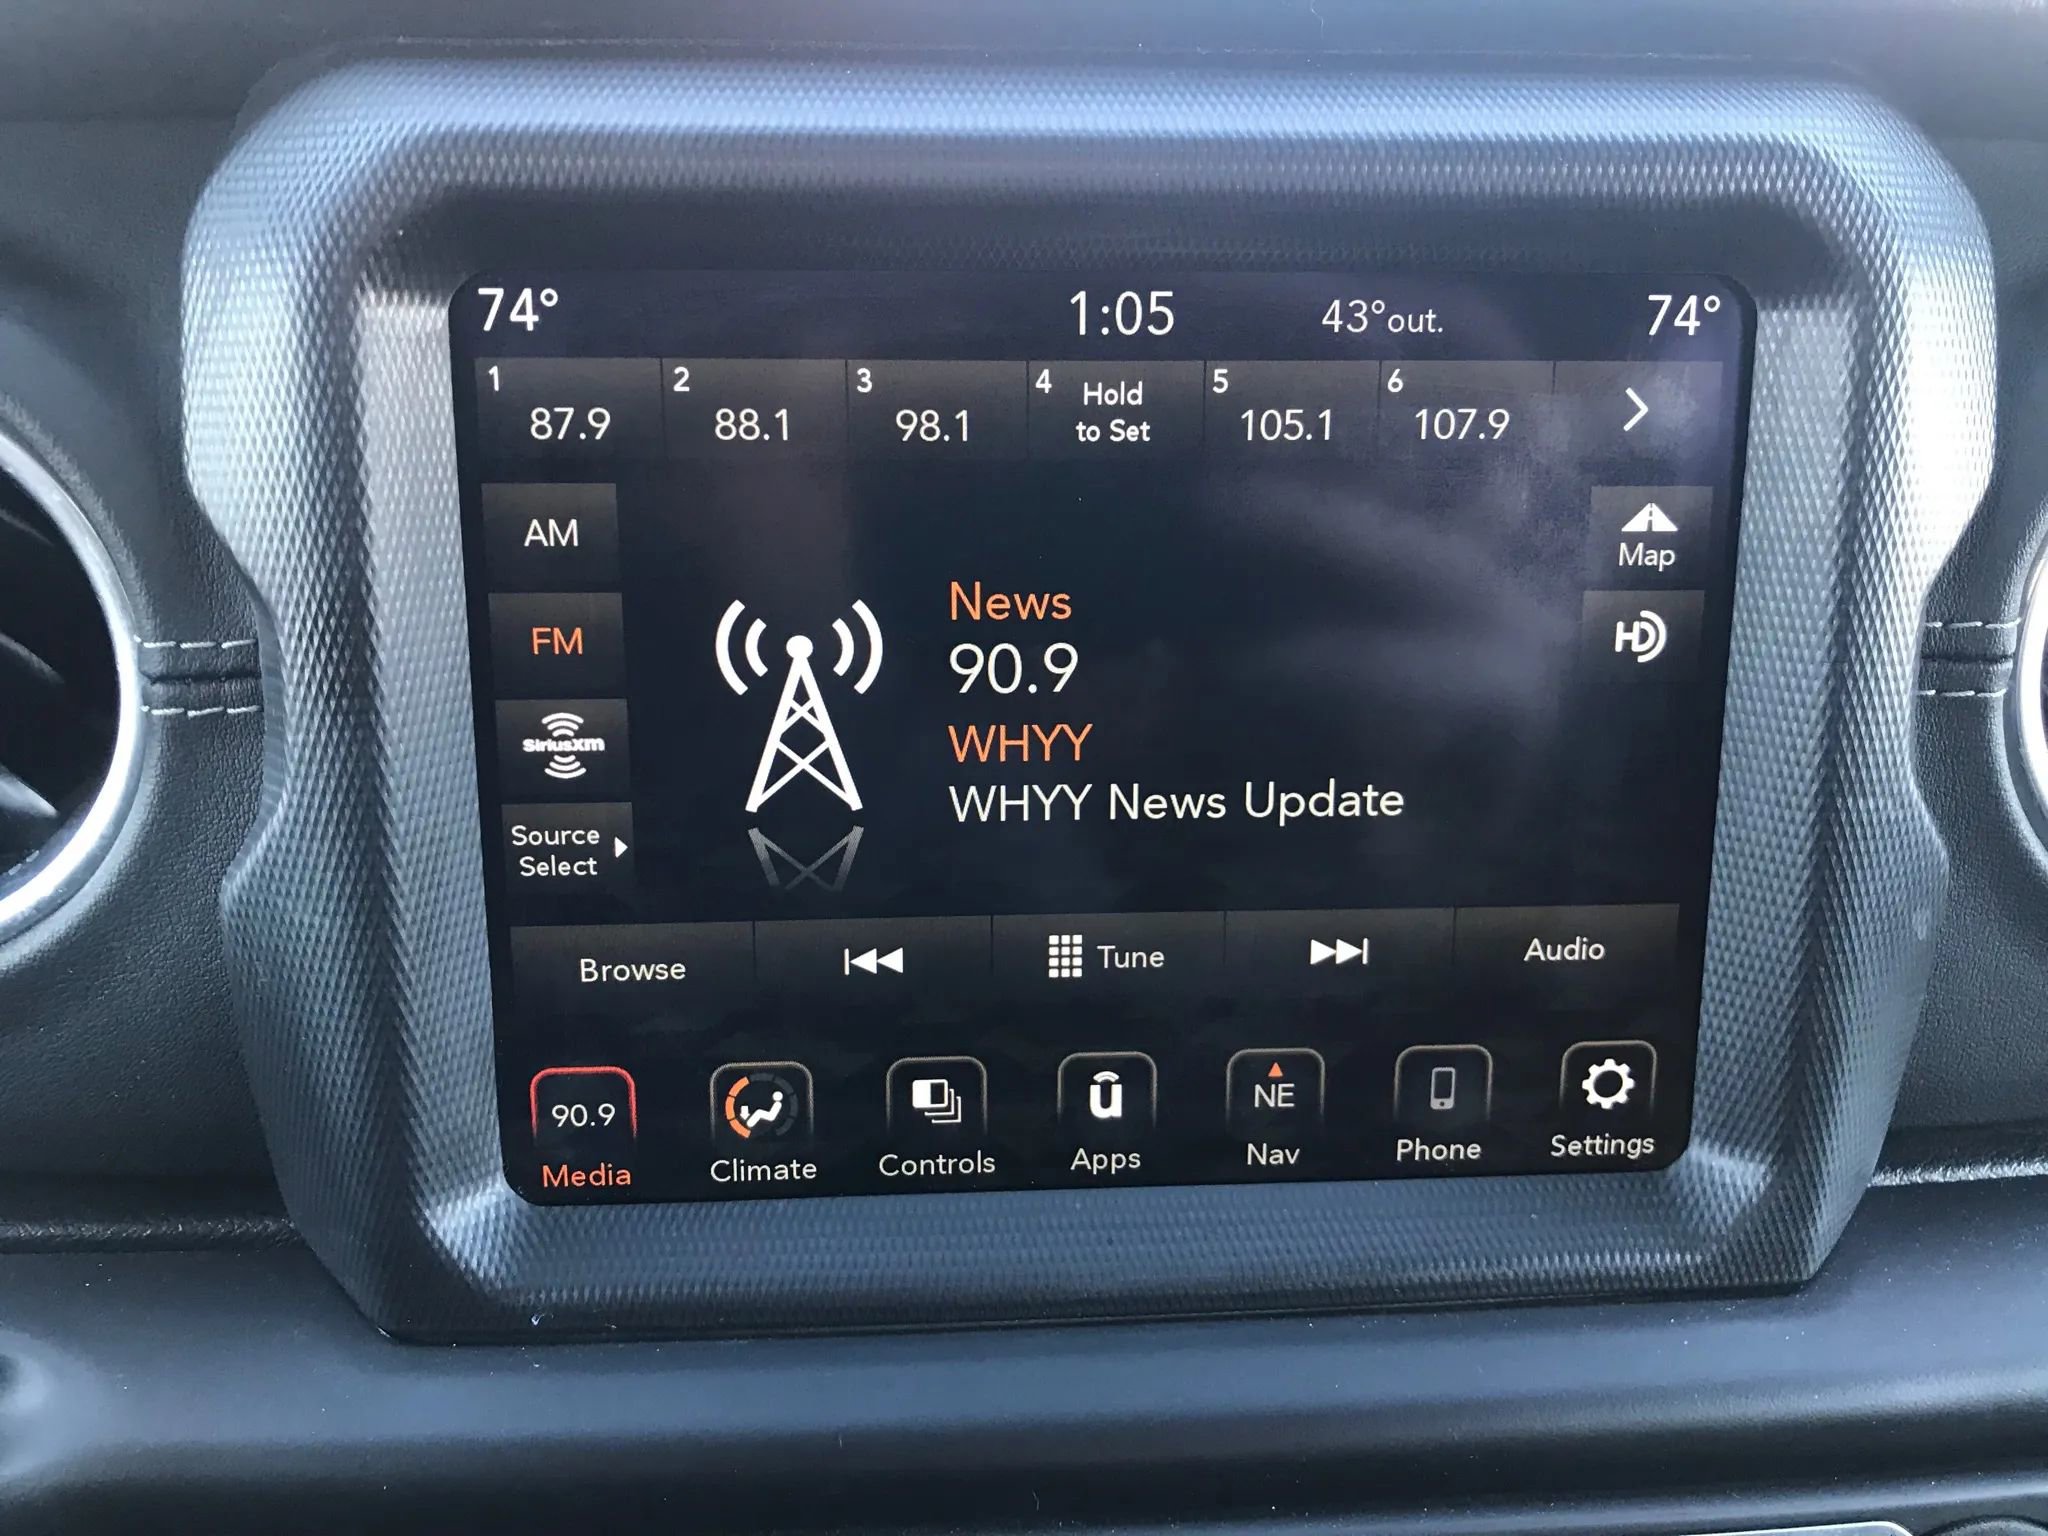 74° 1:05 43°out. 74°
1 2 3 4 Hold 5 6
87.9 88.1 98.1 to Set 105.1 107.9
AM
Map
FM
HD
SiriusXM
Source
Select
News
90.9
WHYY
WHYY News Update
Browse Tune Audio
90.9 u NE
Media Climate Controls Apps Nav Phone Settings